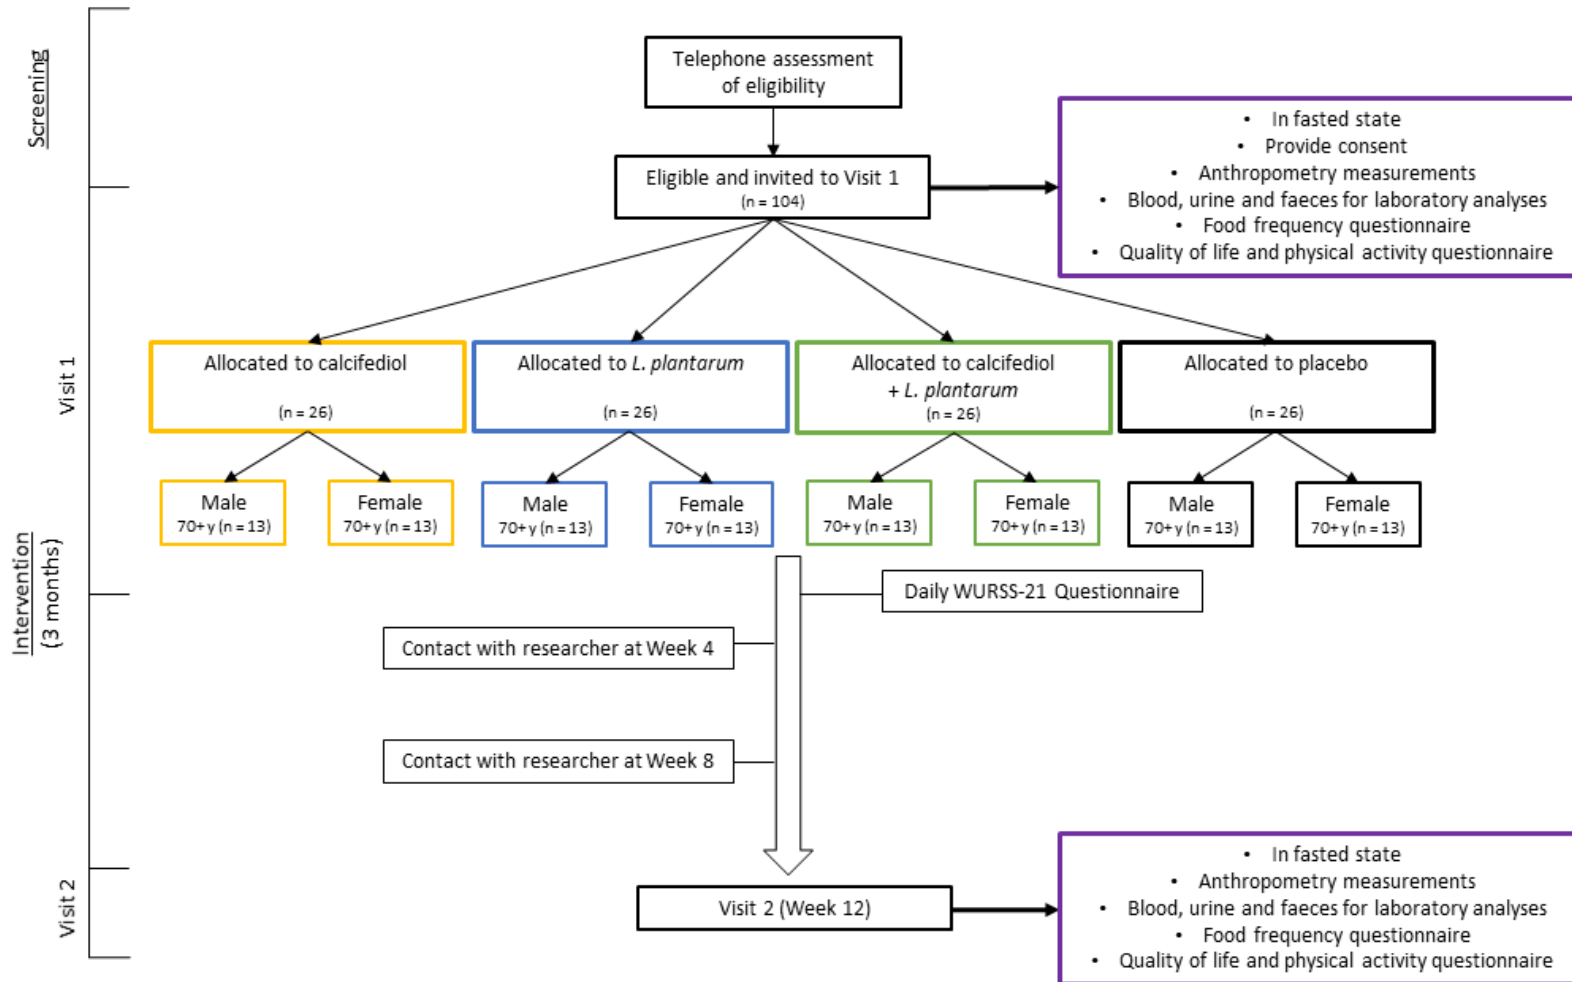 Screening
Telephone assessment
of eligibility
Eligible and invited to Visit 1
(n = 104)
• In fasted state
• Provide consent
• Anthropometry measurements
• Blood, urine and faeces for laboratory analyses
• Food frequency questionnaire
• Quality of life and physical activity questionnaire
Visit 1
Allocated to calcifediol
(n = 26)
Allocated to L. plantarum
(n = 26)
Allocated to calcifediol
+ L. plantarum
(n = 26)
Allocated to placebo
(n = 26)
Male
70+ y (n = 13)
Female
70+ y (n = 13)
Male
70+ y (n = 13)
Female
70+ y (n = 13)
Male
70+ y (n = 13)
Female
70+ y (n = 13)
Male
70+ y (n = 13)
Female
70+ y (n = 13)
Intervention
(3 months)
Daily WURSS-21 Questionnaire
Contact with researcher at Week 4
Contact with researcher at Week 8
Visit 2
Visit 2 (Week 12)
• In fasted state
• Anthropometry measurements
• Blood, urine and faeces for laboratory analyses
• Food frequency questionnaire
• Quality of life and physical activity questionnaire